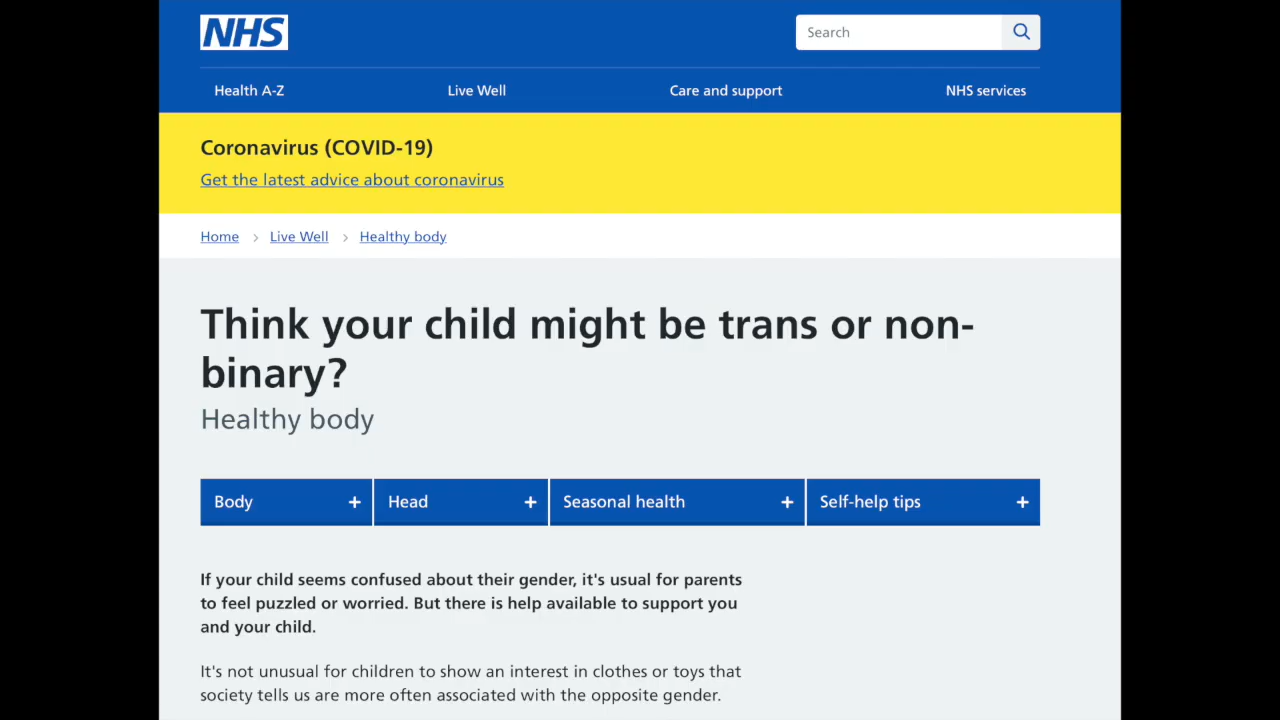 NHS
Search
Health A-Z
Live Well
Care and support
NHS services
Coronavirus (COVID-19)
Get the latest advice about coronavirus
Home > Live Well > Healthy body
Think your child might be trans or non-
binary?
Healthy body
Body +
Head +
Seasonal health +
Self-help tips +
If your child seems confused about their gender, it's usual for parents
to feel puzzled or worried. But there is help available to support you
and your child.
It's not unusual for children to show an interest in clothes or toys that
society tells us are more often associated with the opposite gender.